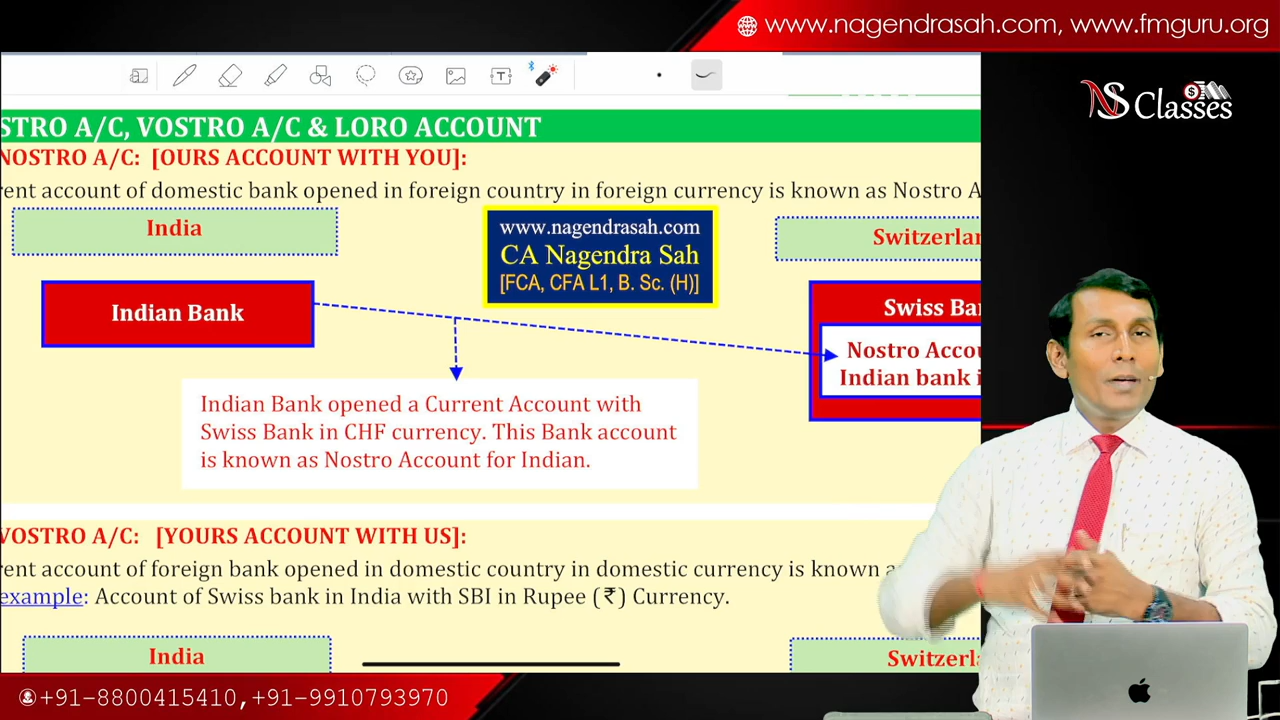 www.nagendrasah.com, www.fmguru.org
NS Classes
STRO A/C, VOSTRO A/C & LORO ACCOUNT
NOSTRO A/C: [OURS ACCOUNT WITH YOU]:
rent account of domestic bank opened in foreign country in foreign currency is known as Nostro A
India
www.nagendrasah.com
CA Nagendra Sah
[FCA, CFA L1, B. Sc. (H)]
Switzerlan
Indian Bank
Swiss Ban
Nostro Accou
Indian bank i
Indian Bank opened a Current Account with
Swiss Bank in CHF currency. This Bank account
is known as Nostro Account for Indian.
VOSTRO A/C: [YOURS ACCOUNT WITH US]:
rent account of foreign bank opened in domestic country in domestic currency is known a
example: Account of Swiss bank in India with SBI in Rupee (₹) Currency.
India
Switzerla
+91-8800415410,+91-9910793970